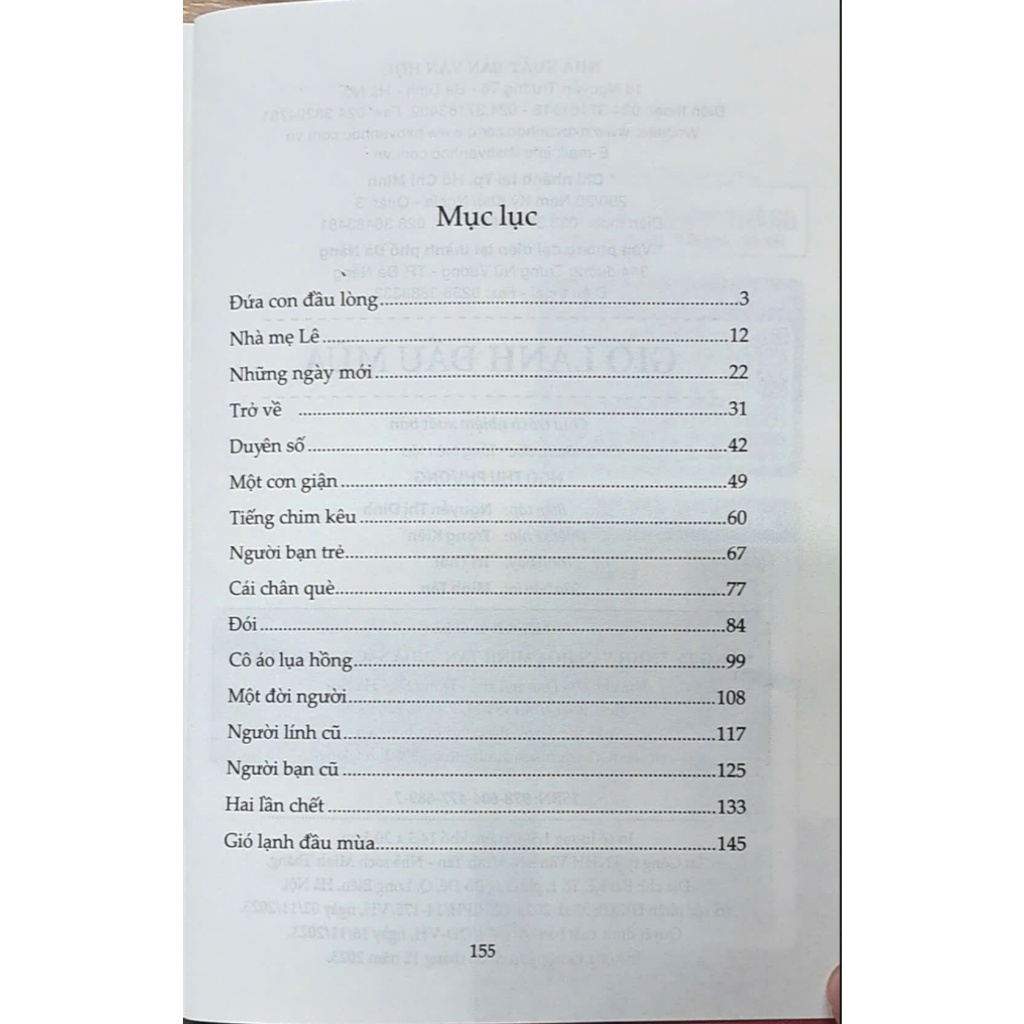 Mục lục
Đứa con đầu lòng....................3
Nhà mẹ Lê....................12
Những ngày mới....................22
Trở về ....................31
Duyên số....................42
Một cơn giận....................49
Tiếng chim kêu....................60
Người bạn trẻ....................67
Cái chân què....................77
Đói....................84
Cô áo lụa hồng....................99
Một đời người....................108
Người lính cũ....................117
Người bạn cũ....................125
Hai lần chết....................133
Gió lạnh đầu mùa....................145
155